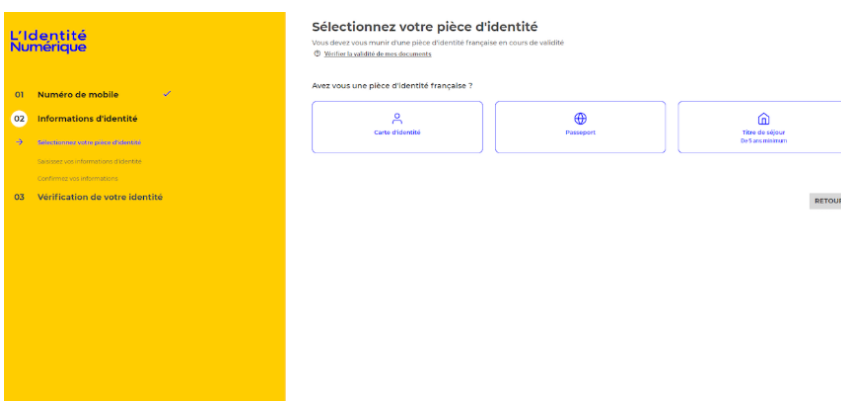 L'Identité
Numérique
01 Numéro de mobile
02 Informations d'identité
Sélectionnez votre pièce d'identité
Saisissez vos informations d'identité
Confirmez vos informations
03 Vérification de votre identité
Sélectionnez votre pièce d'identité
Vous devez vous munir d'une pièce d'identité française en cours de validité
Vérifier la validité de mes documents
Avez vous une pièce d'identité française ?
Carte d'identité
Passeport
Titre de séjour
De 5 ans minimum
RETOUR